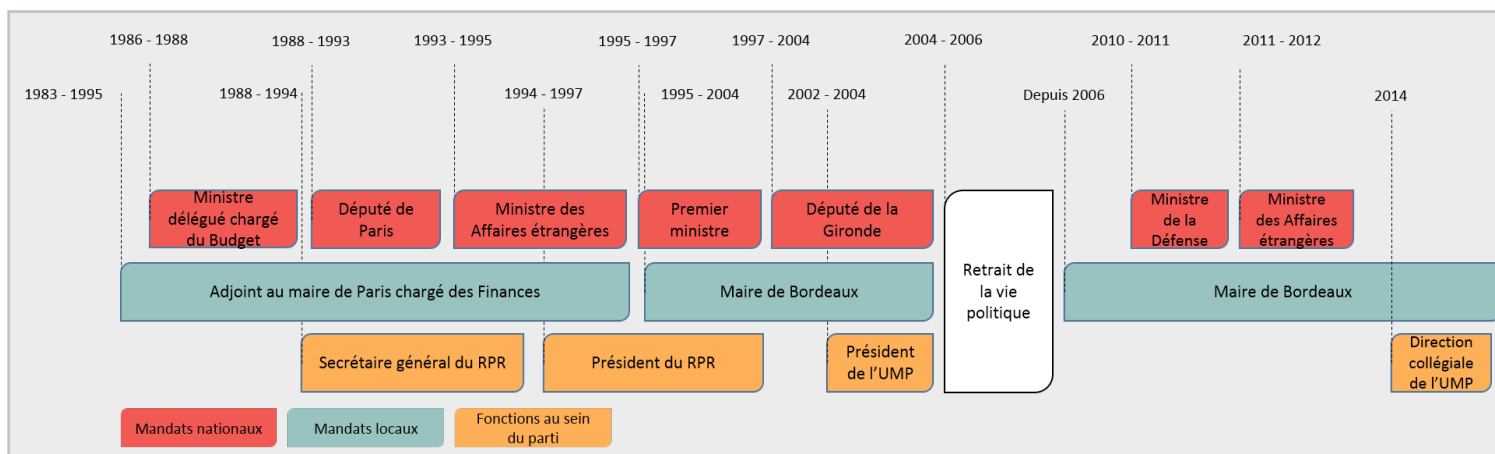 1986 - 1988
1988 - 1993
1993 - 1995
1995 - 1997
1997 - 2004
2004 - 2006
2010 - 2011
2011 - 2012
1983 - 1995
1988 - 1994
1994 - 1997
1995 - 2004
2002 - 2004
Depuis 2006
2014
Ministre
délégué chargé
du Budget
Député de
Paris
Ministre des
Affaires étrangères
Premier
ministre
Député de la
Gironde
Ministre
de la
Défense
Ministre
des Affaires
étrangères
Adjoint au maire de Paris chargé des Finances
Maire de Bordeaux
Retrait de
la vie
politique
Maire de Bordeaux
Secrétaire général du RPR
Président du RPR
Président
de l’UMP
Direction
collégiale
de l’UMP
Mandats nationaux
Mandats locaux
Fonctions au sein
du parti